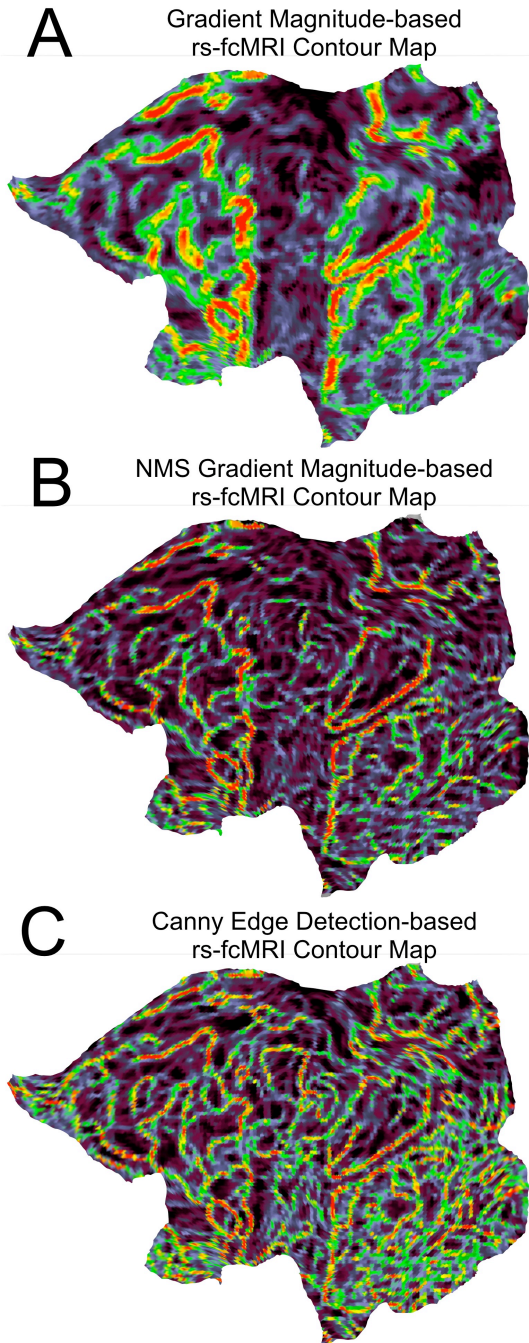 A
Gradient Magnitude-based
rs-fcMRI Contour Map
B
NMS Gradient Magnitude-based
rs-fcMRI Contour Map
C
Canny Edge Detection-based
rs-fcMRI Contour Map